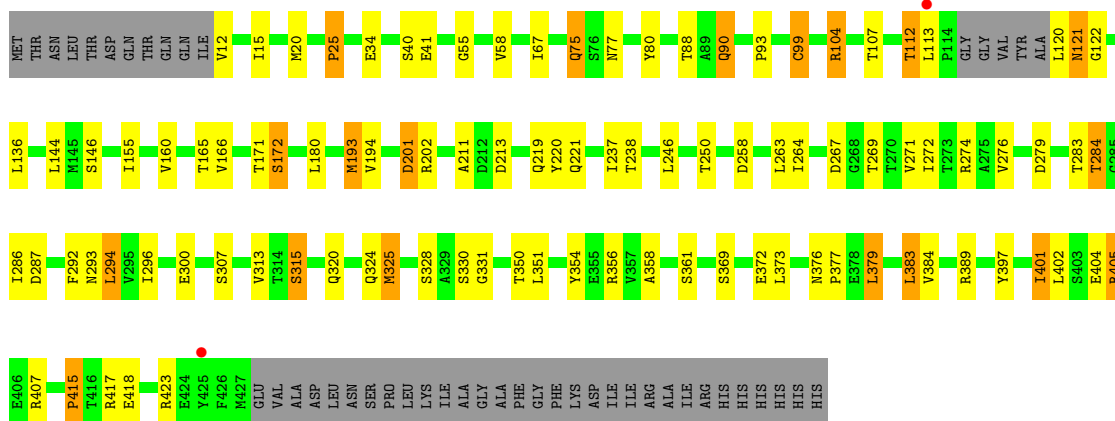 MET THR ASN LEU THR ASP GLN THR GLN GLN ILE V12 I15 M20 P25 E34 S40 E41 G55 V58 I67 Q75 S76 N77 Y80 T88 A89 Q90 P93 C99 R104 T107 T112 L113 P114 GLY GLY VAL TYR ALA L120 N121 G122
L136 L144 M145 S146 I155 V160 T165 V166 T171 S172 L180 M193 V194 D201 R202 A211 D212 D213 Q219 Y220 Q221 I237 T238 L246 T250 D258 L263 I264 D267 G268 T269 T270 V271 I272 T273 R274 A275 V276 D279 T283 T284 G285
I286 D287 F292 N293 L294 V295 I296 E300 S307 V313 T314 S315 Q320 Q324 M325 S328 A329 S330 G331 T350 L351 Y354 E355 R356 V357 A358 S361 S369 E372 L373 N376 P377 E378 L379 L383 V384 R389 Y397 I401 L402 S403 E404 R405
E406 R407 P415 T416 R417 E418 R423 E424 Y425 F426 M427 GLU VAL ALA ASP LEU ASN SER PRO LEU LYS ILE ALA GLY ALA PHE GLY PHE LYS ASP ILE ILE ARG ALA ILE ARG HIS HIS HIS HIS HIS HIS